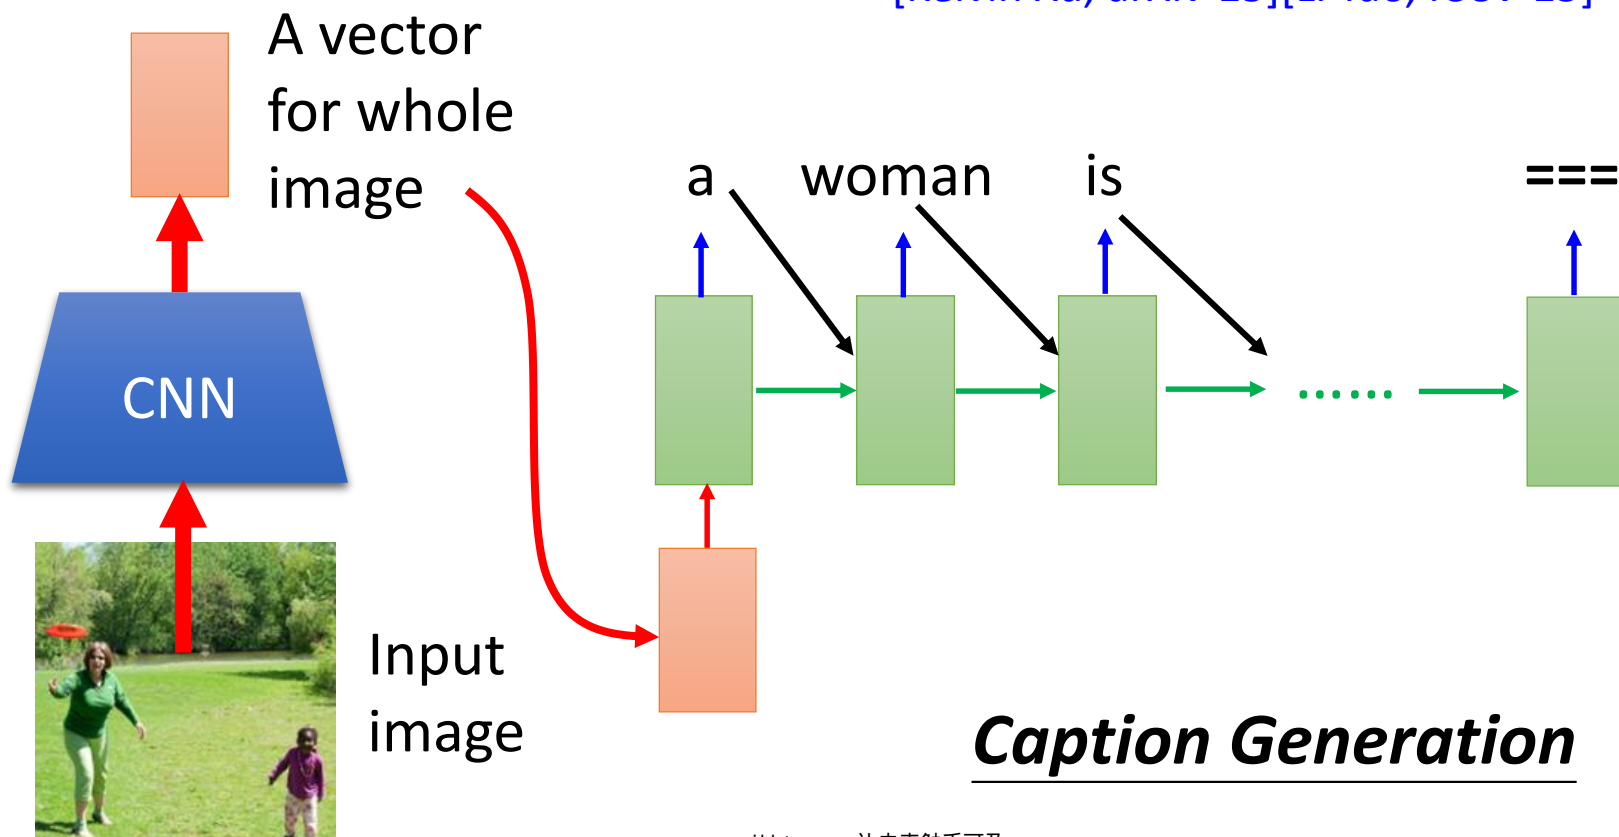 A vector
for whole
image
a woman is ===
CNN
......
Input
image
Caption Generation